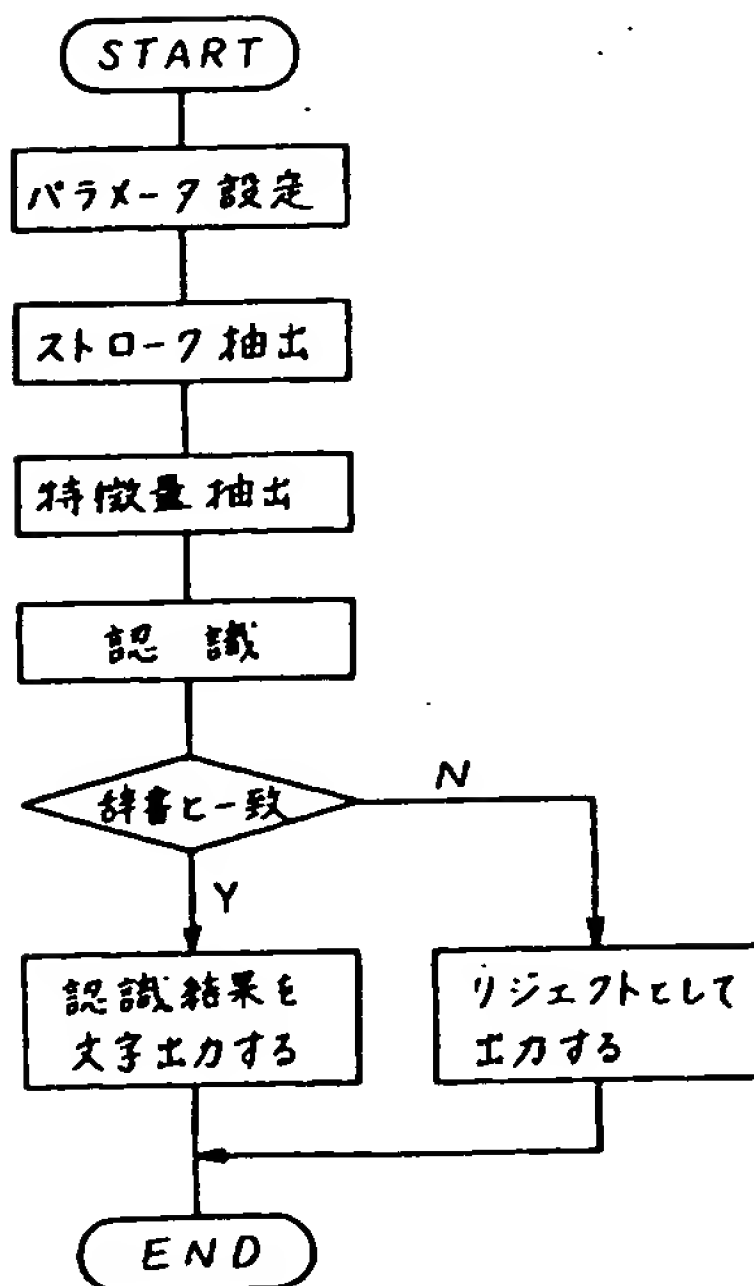 START
パラメータ設定
ストローク抽出
特徴量抽出
認識
辞書と一致
N
Y
認識結果を
文字出力する
リジェクトとして
出力する
END